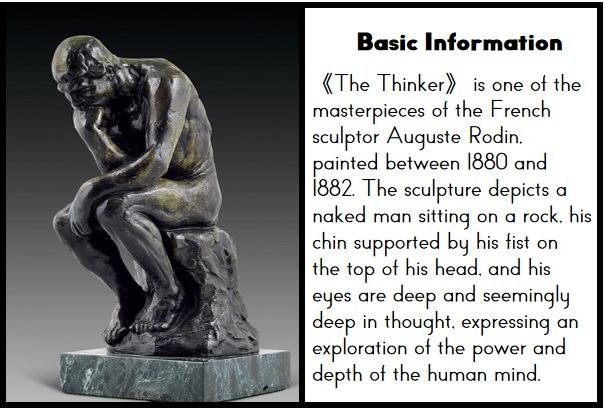 Basic Information
《The Thinker》 is one of the
masterpieces of the French
sculptor Auguste Rodin,
painted between 1880 and
1882. The sculpture depicts a
naked man sitting on a rock, his
chin supported by his fist on
the top of his head, and his
eyes are deep and seemingly
deep in thought, expressing an
exploration of the power and
depth of the human mind.